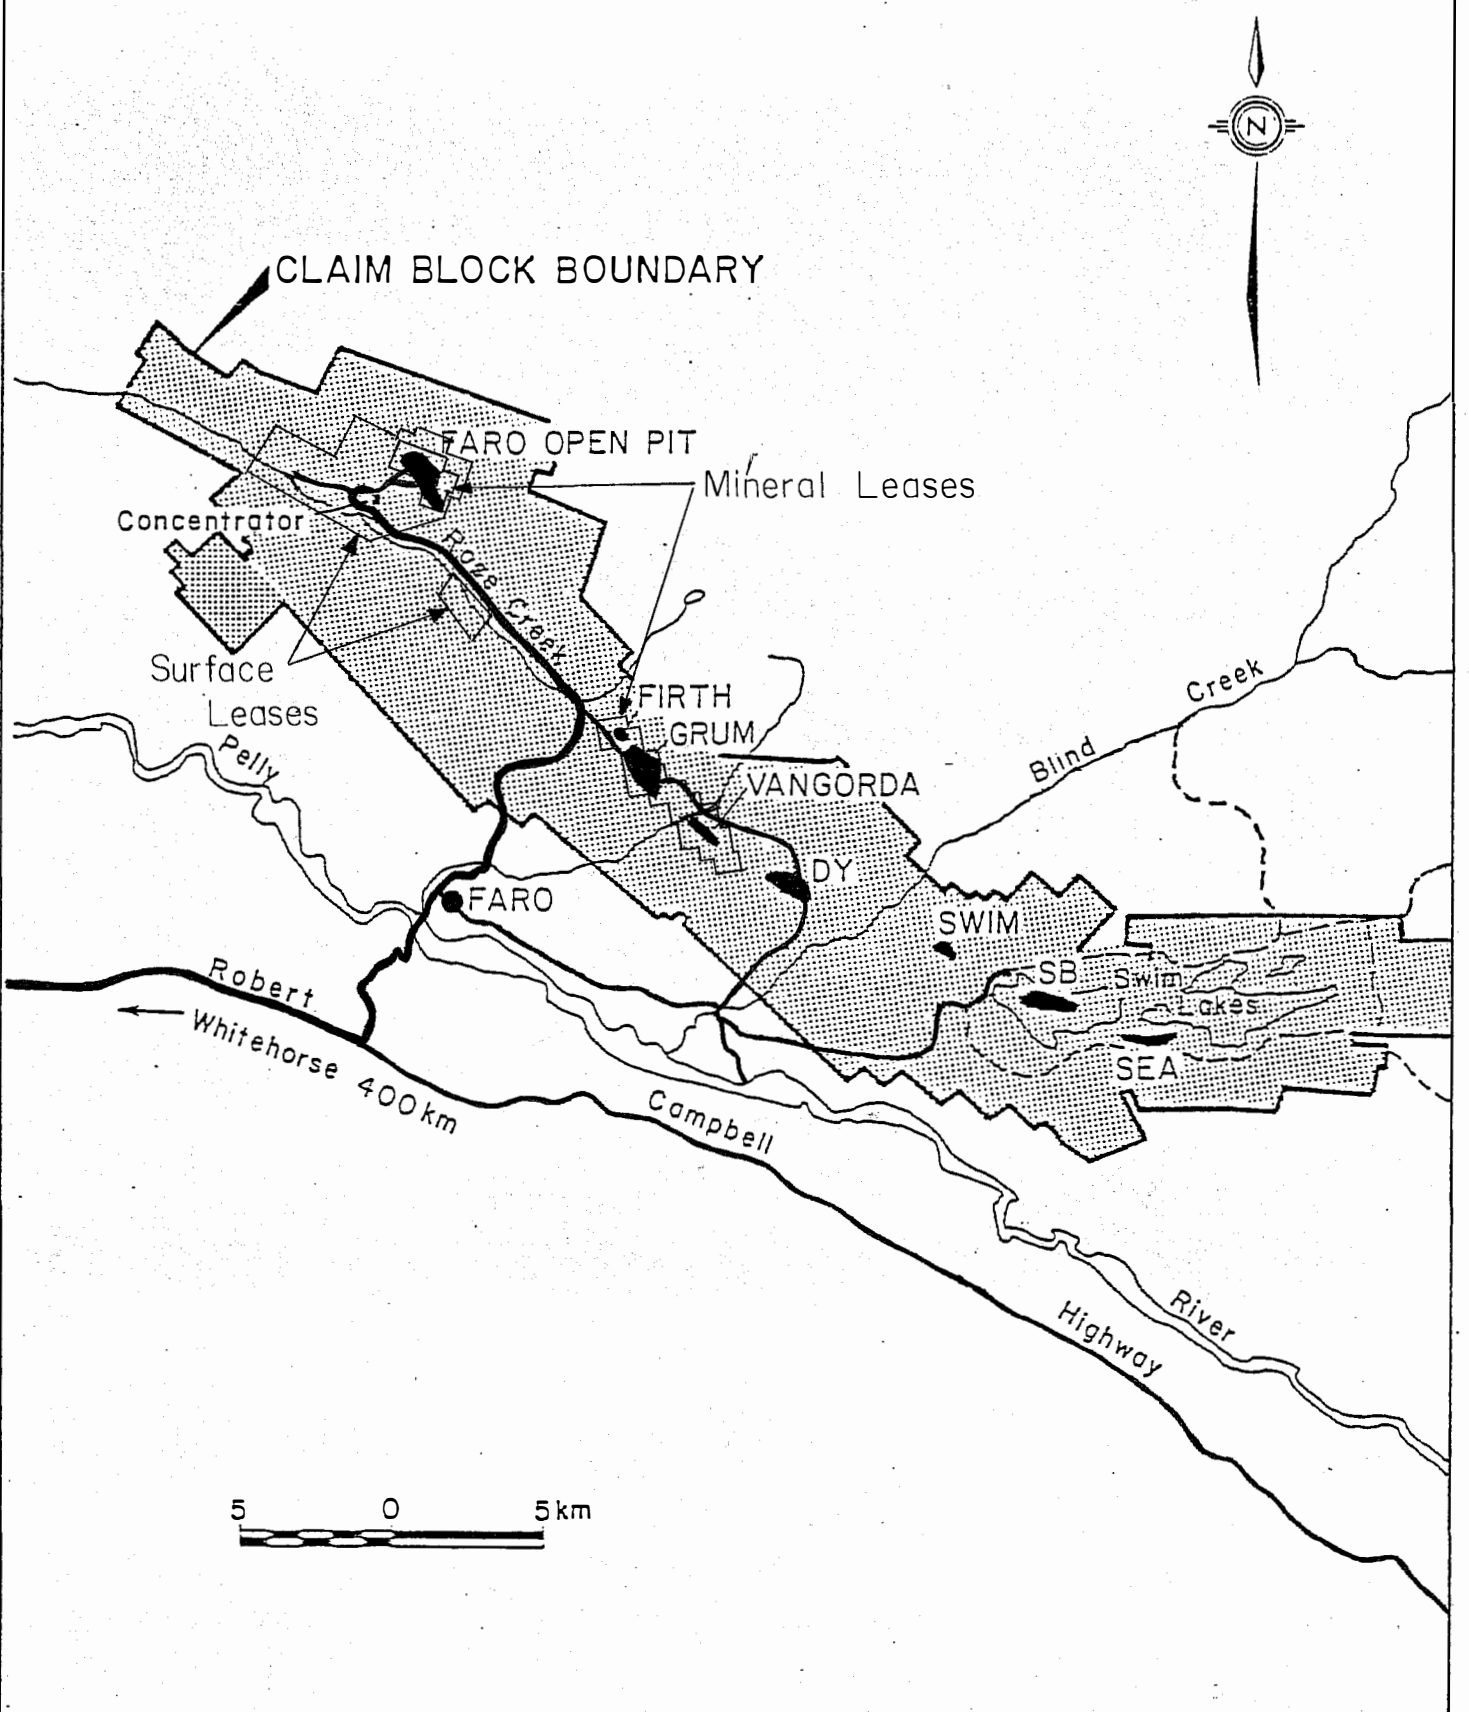 N
CLAIM BLOCK BOUNDARY
FARO OPEN PIT
Mineral Leases
Concentrator
Roze Creek
Surface
Leases
FIRTH
GRUM
VANGORDA
Blind Creek
Pelly
DY
FARO
SWIM
SB
Swim
Lakes
SEA
Robert
Whitehorse 400km
Campbell
River
Highway
5 0 5km